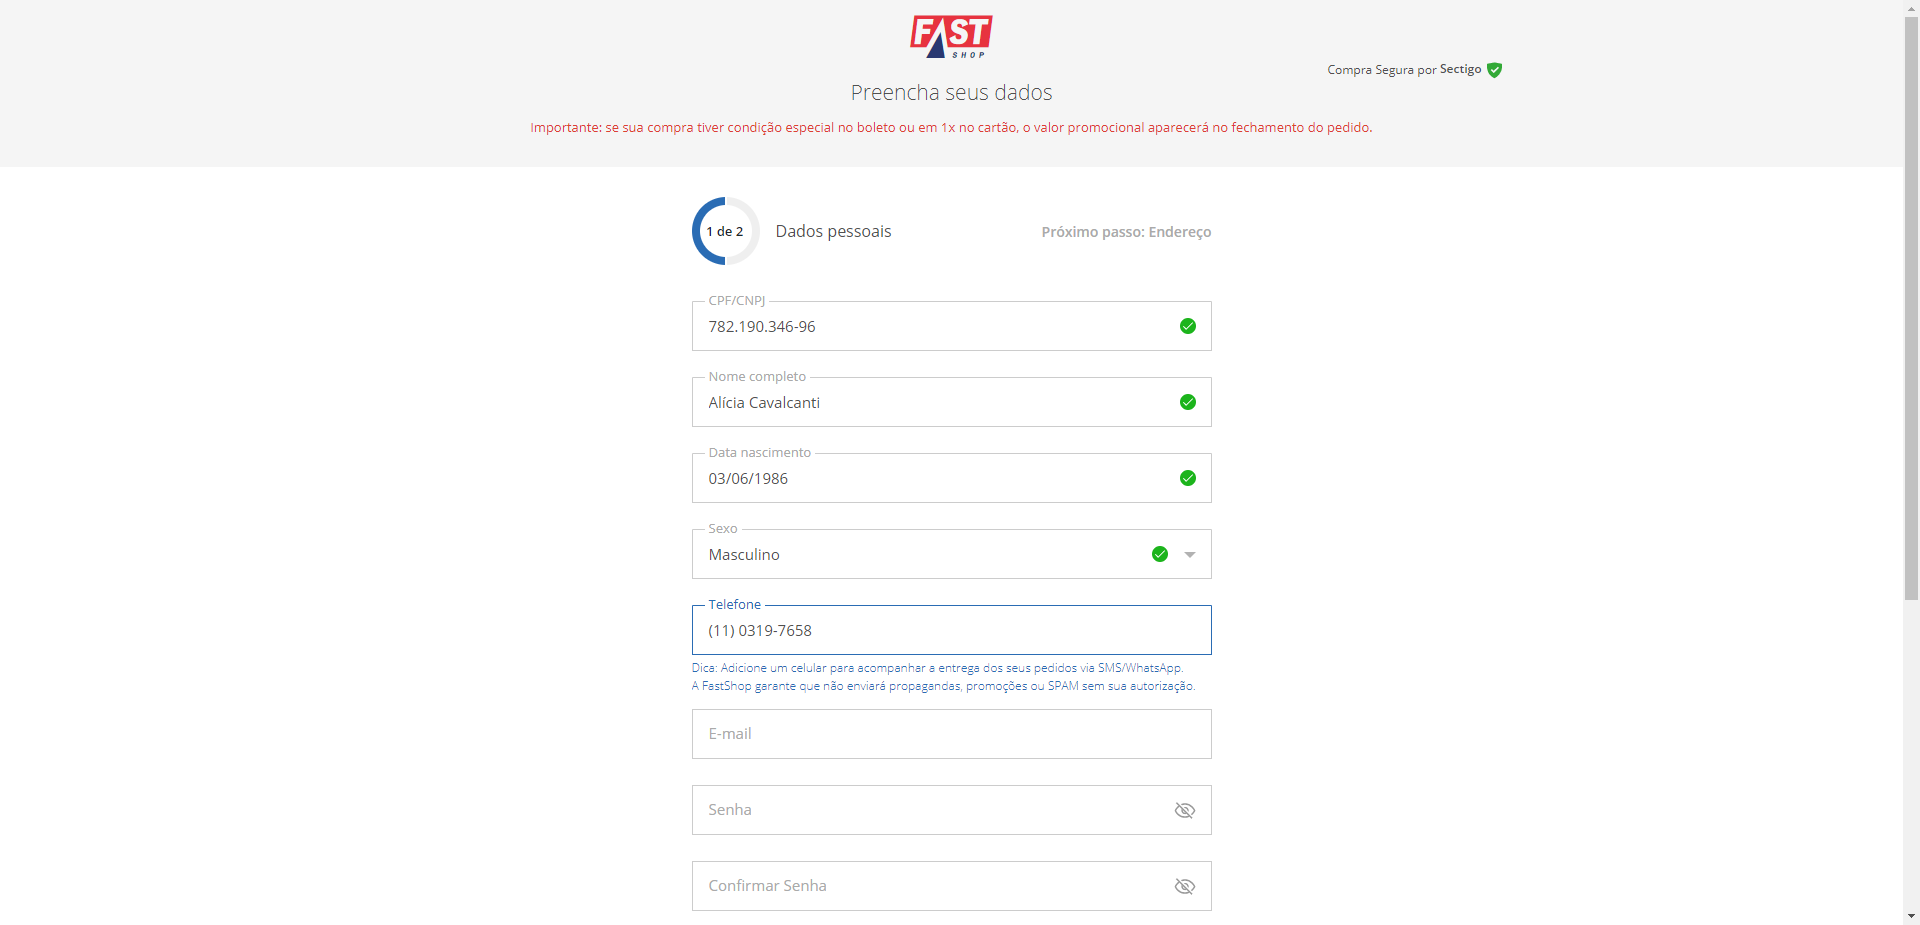 FAST
SHOP
Compra Segura por Sectigo
Preencha seus dados
Importante: se sua compra tiver condição especial no boleto ou em 1x no cartão, o valor promocional aparecerá no fechamento do pedido.
1 de 2
Dados pessoais
Próximo passo: Endereço
CPF/CNPJ
782.190.346-96
Nome completo
Alícia Cavalcanti
Data nascimento
03/06/1986
Sexo
Masculino
Telefone
(11) 0319-7658
Dica: Adicione um celular para acompanhar a entrega dos seus pedidos via SMS/WhatsApp.
A FastShop garante que não enviará propagandas, promoções ou SPAM sem sua autorização.
E-mail
Senha
Confirmar Senha